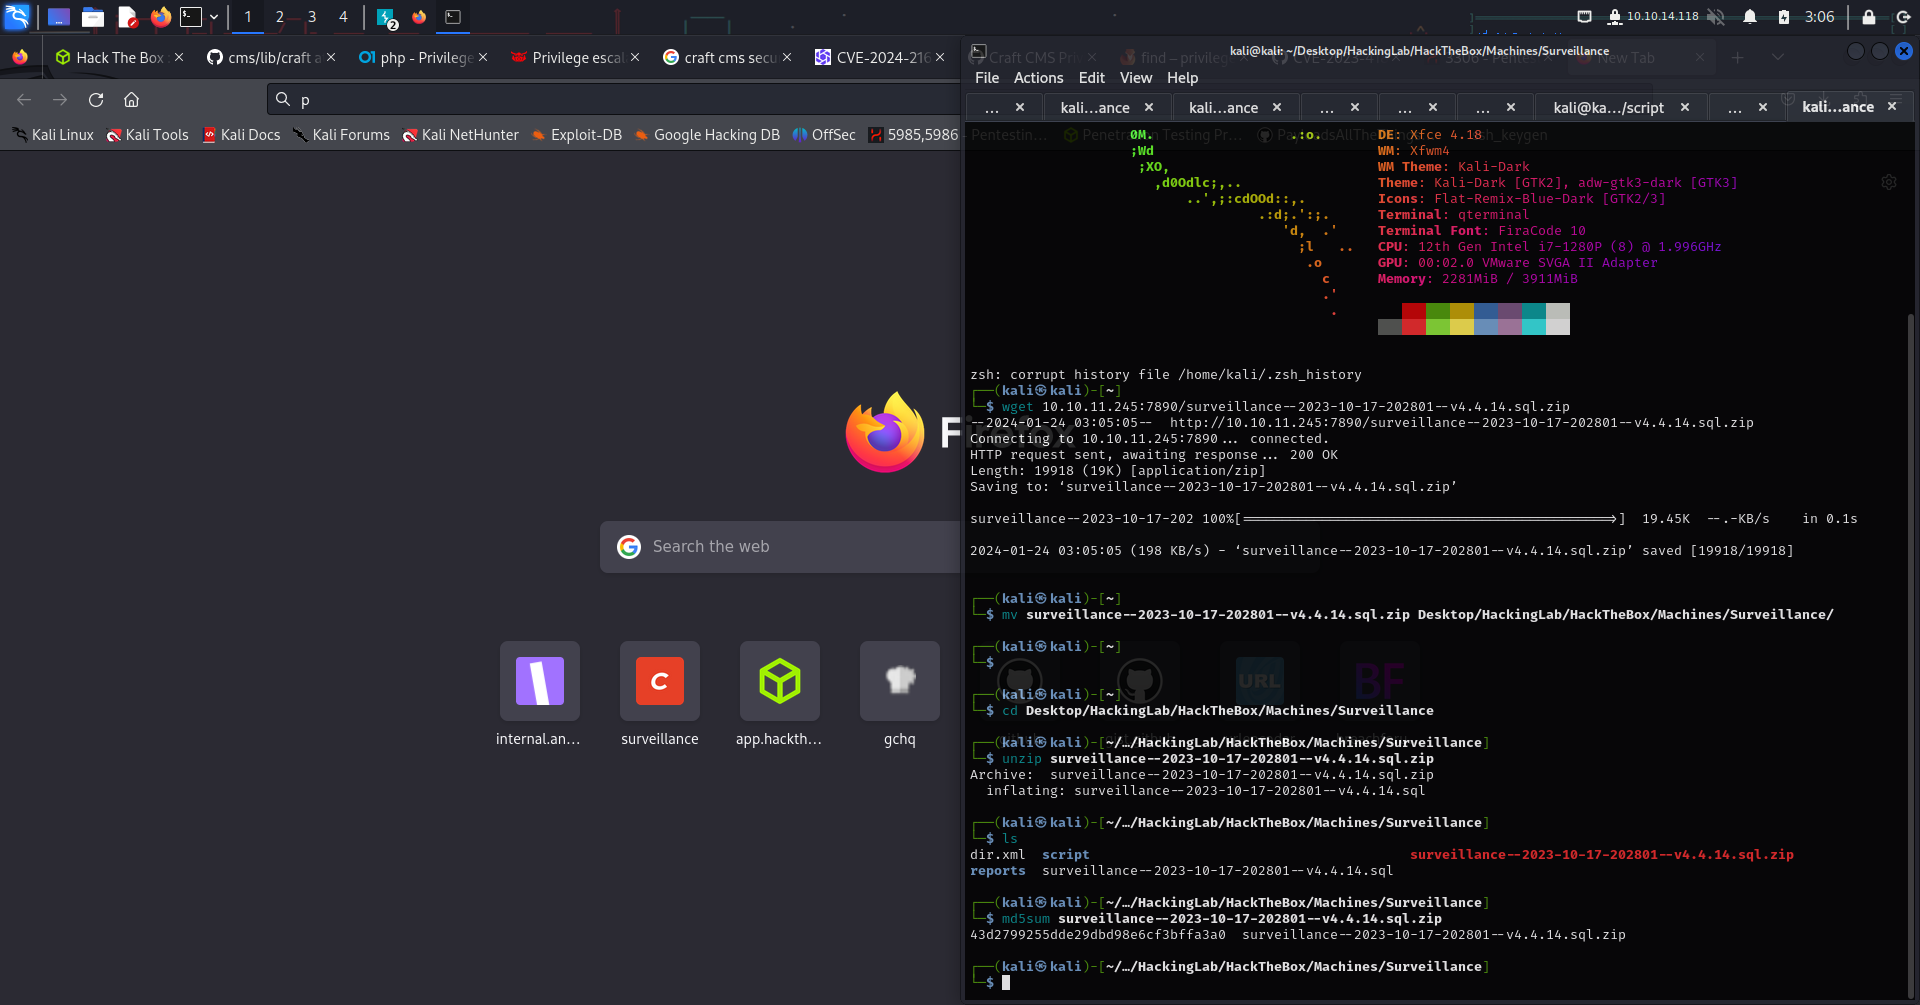 1 2 3 4 2 10.10.14.118 3:06
Hack The Box :
cms/lib/craft a
php - Privilege
Privilege escal
craft cms secu
CVE-2024-216
p
Kali Linux Kali Tools Kali Docs Kali Forums Kali NetHunter Exploit-DB Google Hacking DB OffSec 5985,5986
Search the web
internal.an... surveillance app.hackth... gchq
kali@kali: ~/Desktop/HackingLab/HackTheBox/Machines/Surveillance
File Actions Edit View Help
... kali...ance kali...ance ... ... ... kali@ka.../script ... kali...ance
0M. .:o.
;Wd
;XO,
,d0Odlc;,..
..',;:cdOOd::,.
.:d;.':;.
'd, .'
;l ..
.o
c
.'
.
DE: Xfce 4.18
WM: Xfwm4
WM Theme: Kali-Dark
Theme: Kali-Dark [GTK2], adw-gtk3-dark [GTK3]
Icons: Flat-Remix-Blue-Dark [GTK2/3]
Terminal: qterminal
Terminal Font: FiraCode 10
CPU: 12th Gen Intel i7-1280P (8) @ 1.996GHz
GPU: 00:02.0 VMware SVGA II Adapter
Memory: 2281MiB / 3911MiB
zsh: corrupt history file /home/kali/.zsh_history
┌──(kali㉿kali)-[~]
└─$ wget 10.10.11.245:7890/surveillance--2023-10-17-202801--v4.4.14.sql.zip
--2024-01-24 03:05:05-- http://10.10.11.245:7890/surveillance--2023-10-17-202801--v4.4.14.sql.zip
Connecting to 10.10.11.245:7890... connected.
HTTP request sent, awaiting response... 200 OK
Length: 19918 (19K) [application/zip]
Saving to: ‘surveillance--2023-10-17-202801--v4.4.14.sql.zip’
surveillance--2023-10-17-202 100%[===============================================>] 19.45K --.-KB/s in 0.1s
2024-01-24 03:05:05 (198 KB/s) - ‘surveillance--2023-10-17-202801--v4.4.14.sql.zip’ saved [19918/19918]
┌──(kali㉿kali)-[~]
└─$ mv surveillance--2023-10-17-202801--v4.4.14.sql.zip Desktop/HackingLab/HackTheBox/Machines/Surveillance/
┌──(kali㉿kali)-[~]
└─$
┌──(kali㉿kali)-[~]
└─$ cd Desktop/HackingLab/HackTheBox/Machines/Surveillance
┌──(kali㉿kali)-[~/…/HackingLab/HackTheBox/Machines/Surveillance]
└─$ unzip surveillance--2023-10-17-202801--v4.4.14.sql.zip
Archive: surveillance--2023-10-17-202801--v4.4.14.sql.zip
inflating: surveillance--2023-10-17-202801--v4.4.14.sql
┌──(kali㉿kali)-[~/…/HackingLab/HackTheBox/Machines/Surveillance]
└─$ ls
dir.xml script surveillance--2023-10-17-202801--v4.4.14.sql.zip
reports surveillance--2023-10-17-202801--v4.4.14.sql
┌──(kali㉿kali)-[~/…/HackingLab/HackTheBox/Machines/Surveillance]
└─$ md5sum surveillance--2023-10-17-202801--v4.4.14.sql.zip
43d2799255dde29dbd98e6cf3bffa3a0 surveillance--2023-10-17-202801--v4.4.14.sql.zip
┌──(kali㉿kali)-[~/…/HackingLab/HackTheBox/Machines/Surveillance]
└─$